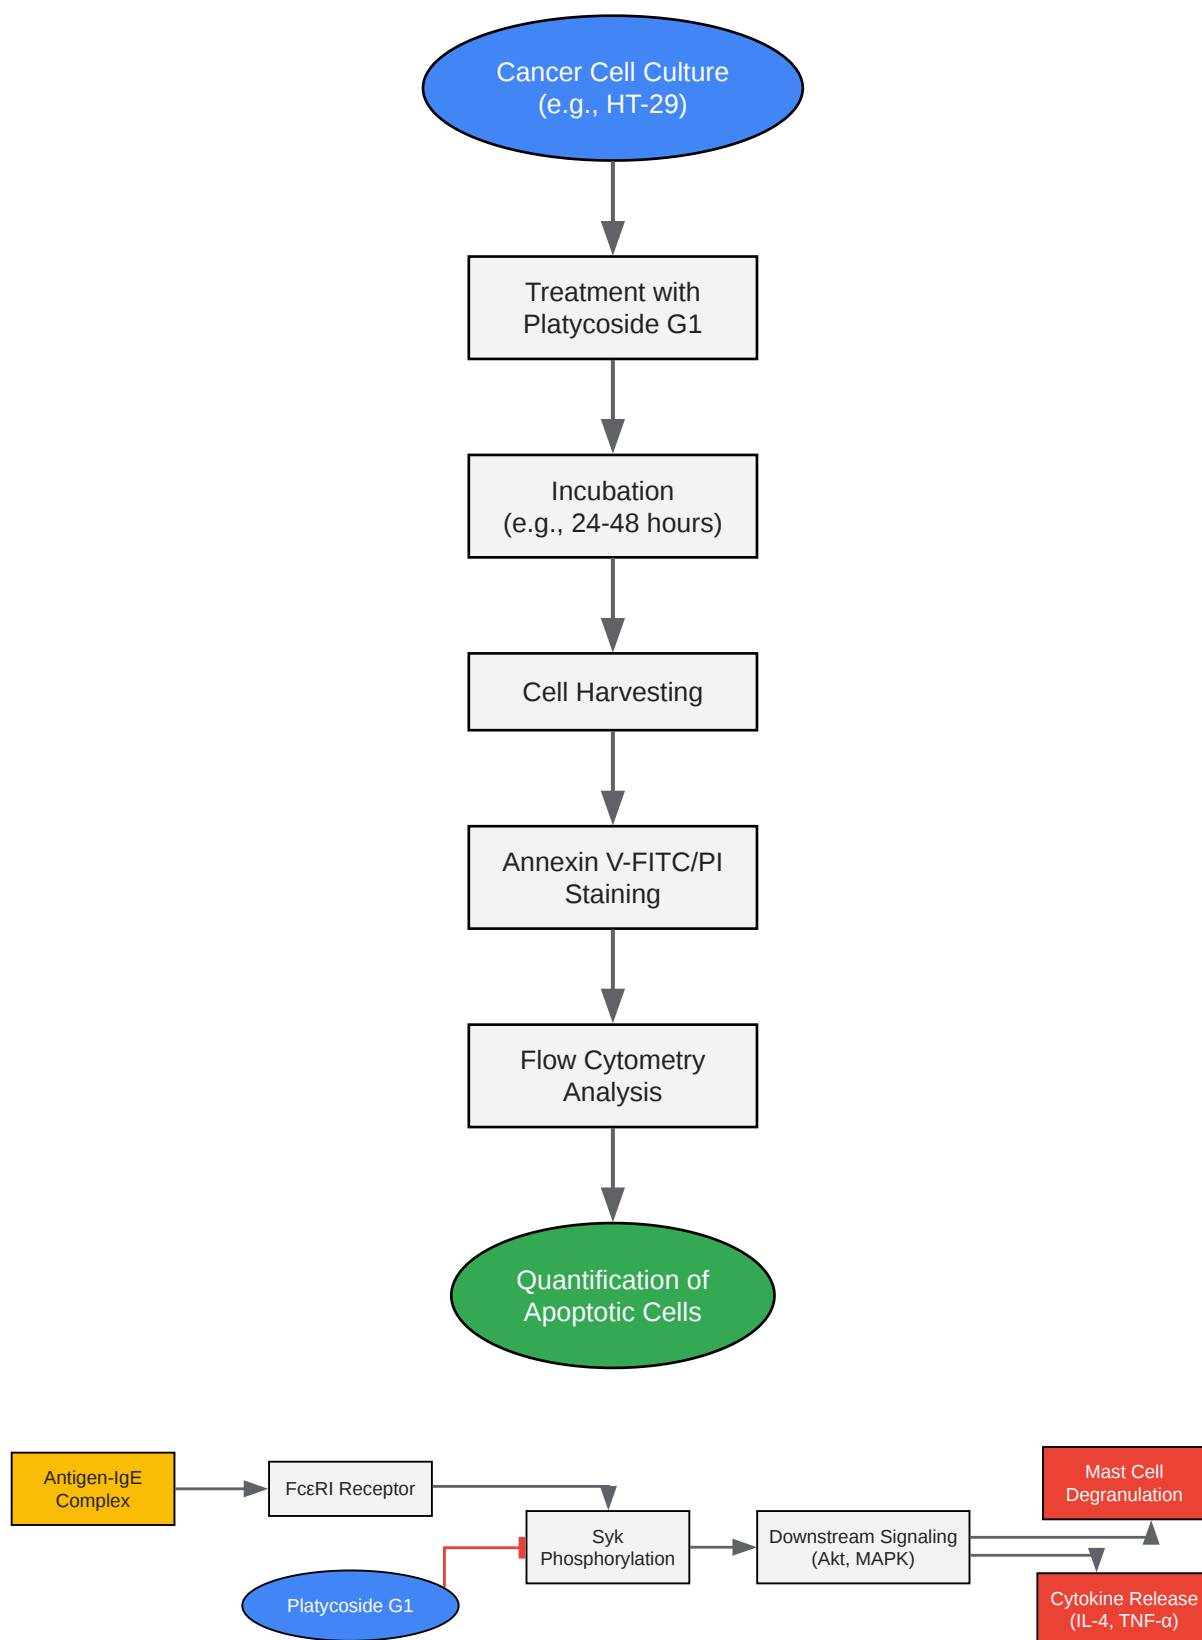 Cancer Cell Culture
(e.g., HT-29)
Treatment with
Platycoside G1
Incubation
(e.g., 24-48 hours)
Cell Harvesting
Annexin V-FITC/PI
Staining
Flow Cytometry
Analysis
Quantification of
Apoptotic Cells
Antigen-IgE
Complex
FcεRI Receptor
Platycoside G1
Syk
Phosphorylation
Downstream Signaling
(Akt, MAPK)
Mast Cell
Degranulation
Cytokine Release
(IL-4, TNF-α)